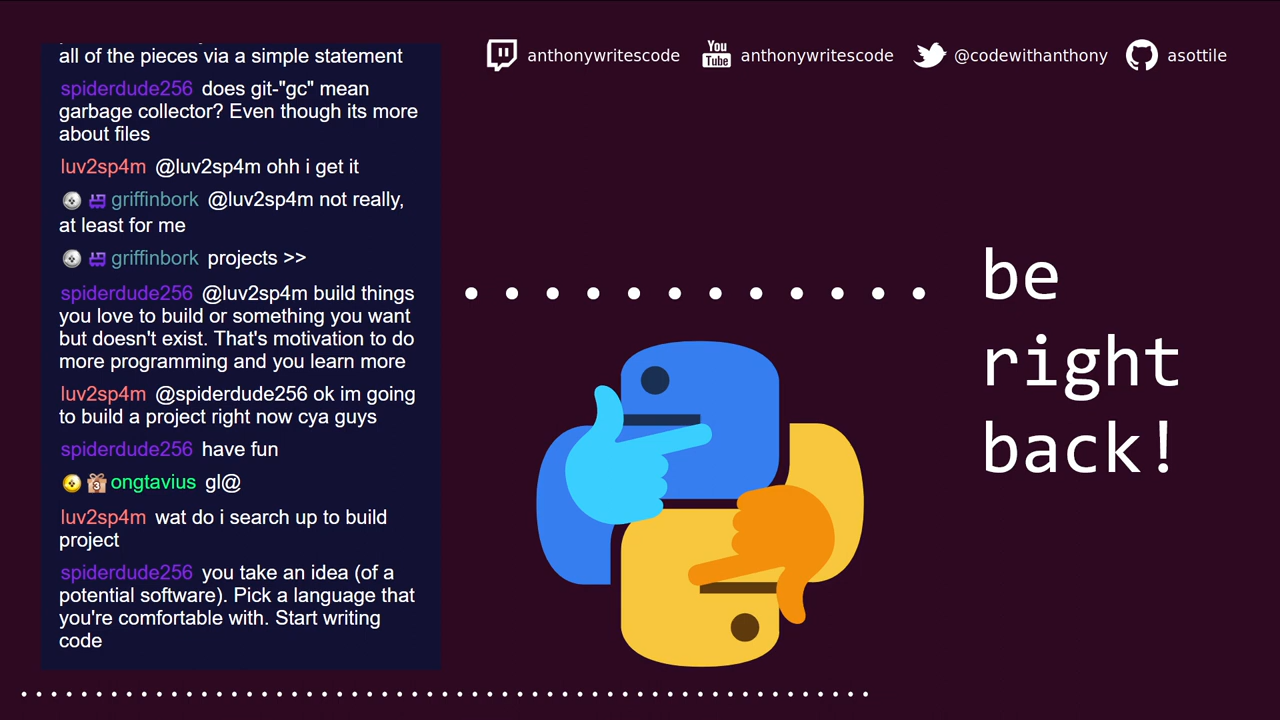 all of the pieces via a simple statement
spiderdude256 does git-"gc" mean
garbage collector? Even though its more
about files
luv2sp4m @luv2sp4m ohh i get it
griffinbork @luv2sp4m not really,
at least for me
griffinbork projects >>
spiderdude256 @luv2sp4m build things
you love to build or something you want
but doesn't exist. That's motivation to do
more programming and you learn more
luv2sp4m @spiderdude256 ok im going
to build a project right now cya guys
spiderdude256 have fun
3 ongtavius gl@
luv2sp4m wat do i search up to build
project
spiderdude256 you take an idea (of a
potential software). Pick a language that
you're comfortable with. Start writing
code
anthonywritescode
You
Tube
anthonywritescode
@codewithanthony
asottile
be
right
back!